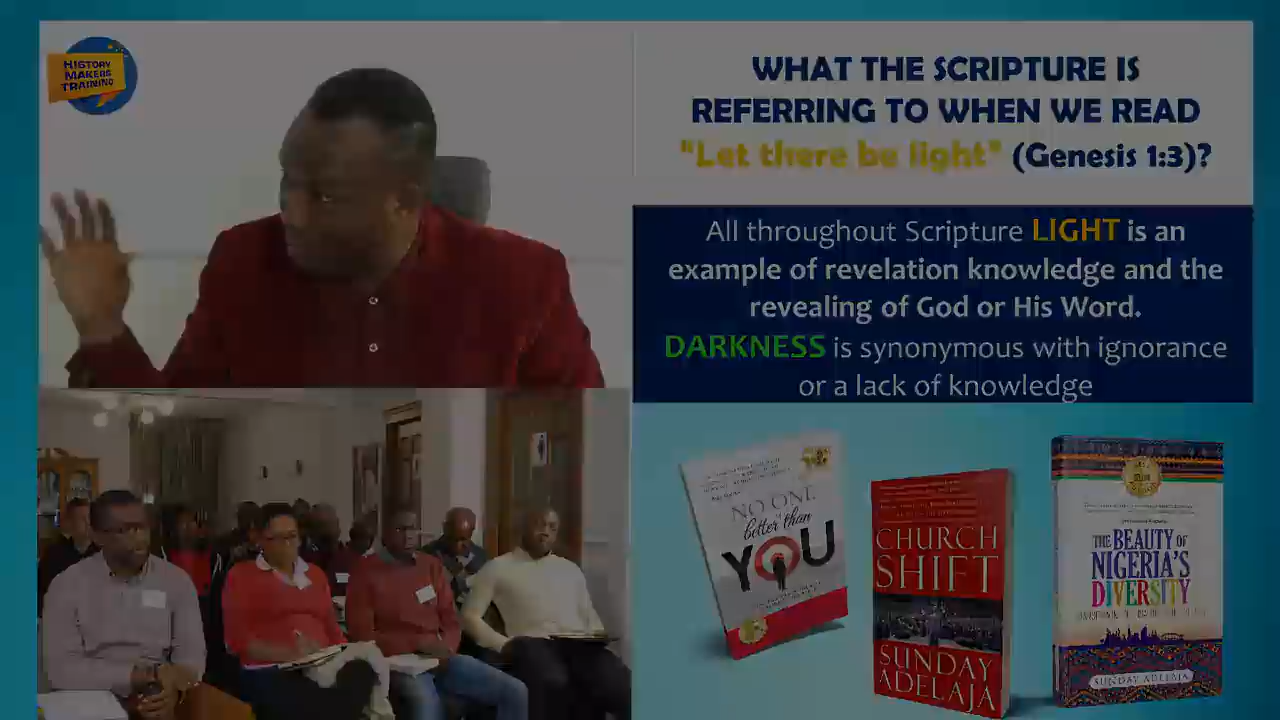 HISTORY
MAKERS
TRAINING
WHAT THE SCRIPTURE IS
REFERRING TO WHEN WE READ
"Let there be light" (Genesis 1:3)?
All throughout Scripture LIGHT is an
example of revelation knowledge and the
revealing of God or His Word.
DARKNESS is synonymous with ignorance
or a lack of knowledge
NO ONE
better than
YOU
CHURCH
SHIFT
SUNDAY
ADELAJA
THE BEAUTY OF
NIGERIA'S
DIVERSITY
SUNDAY ADELAJA